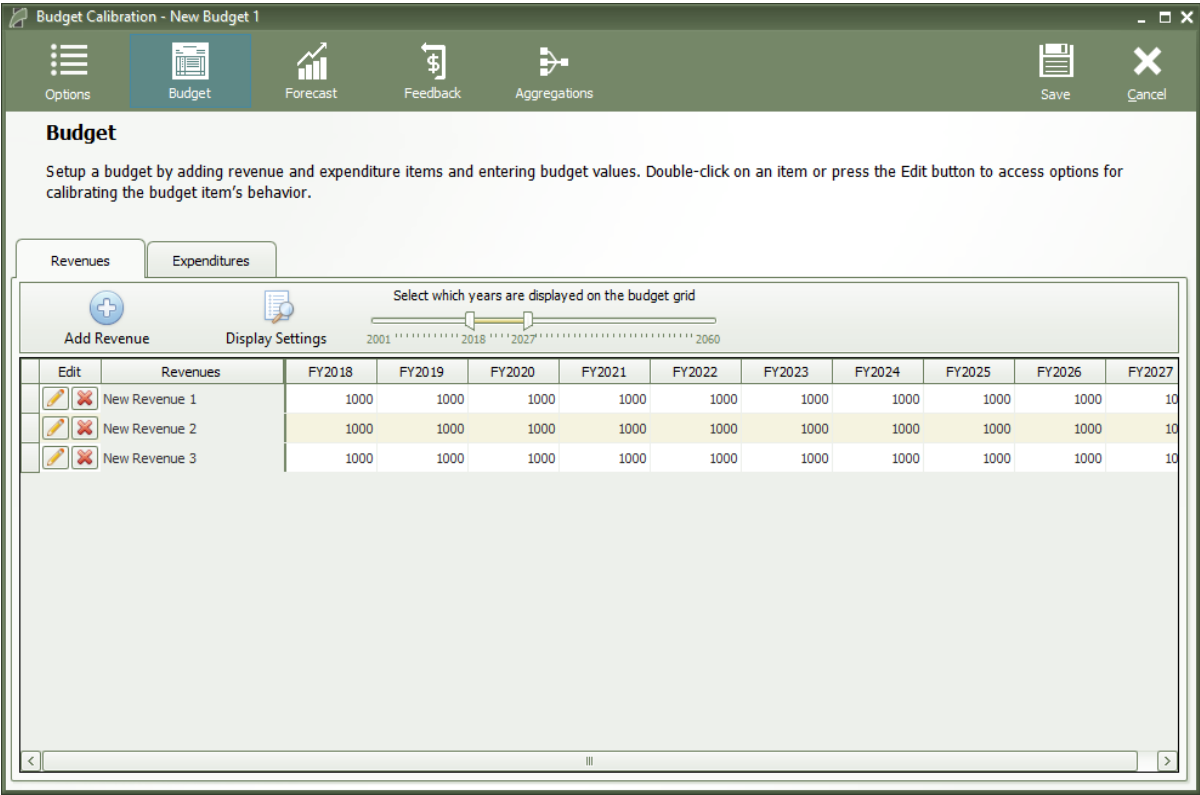 Budget Calibration - New Budget 1
Options Budget Forecast Feedback Aggregations Save Cancel
Budget
Setup a budget by adding revenue and expenditure items and entering budget values. Double-click on an item or press the Edit button to access options for
calibrating the budget item's behavior.
Revenues Expenditures
Select which years are displayed on the budget grid
Add Revenue Display Settings
2001 2018 2027 2060
Edit Revenues FY2018 FY2019 FY2020 FY2021 FY2022 FY2023 FY2024 FY2025 FY2026 FY2027
New Revenue 1 1000 1000 1000 1000 1000 1000 1000 1000 1000 10
New Revenue 2 1000 1000 1000 1000 1000 1000 1000 1000 1000 10
New Revenue 3 1000 1000 1000 1000 1000 1000 1000 1000 1000 10